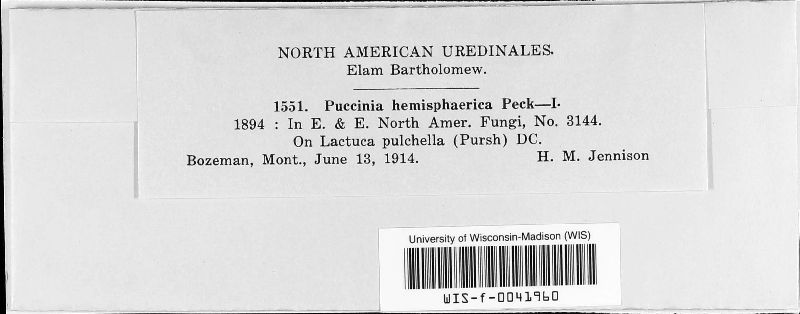 NORTH AMERICAN UREDINALES.
Elam Bartholomew.
1551. Puccinia hemisphaerica Peck—I.
1894 : In E. & E. North Amer. Fungi, No. 3144.
On Lactuca pulchella (Pursh) DC.
Bozeman, Mont., June 13, 1914. H. M. Jennison
University of Wisconsin-Madison (WIS)
WIS-f-0041960